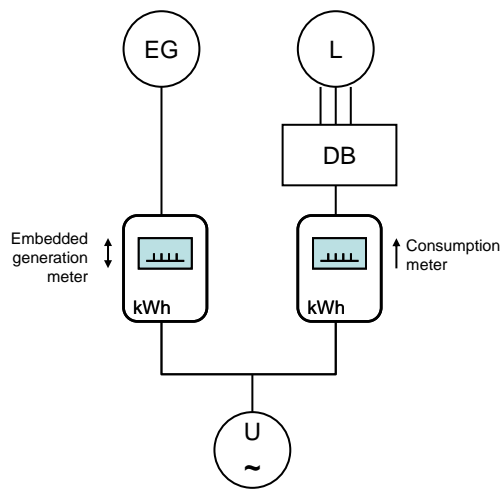 EG
L
DB
Embedded
generation
meter
kWh
kWh
Consumption
meter
U
~